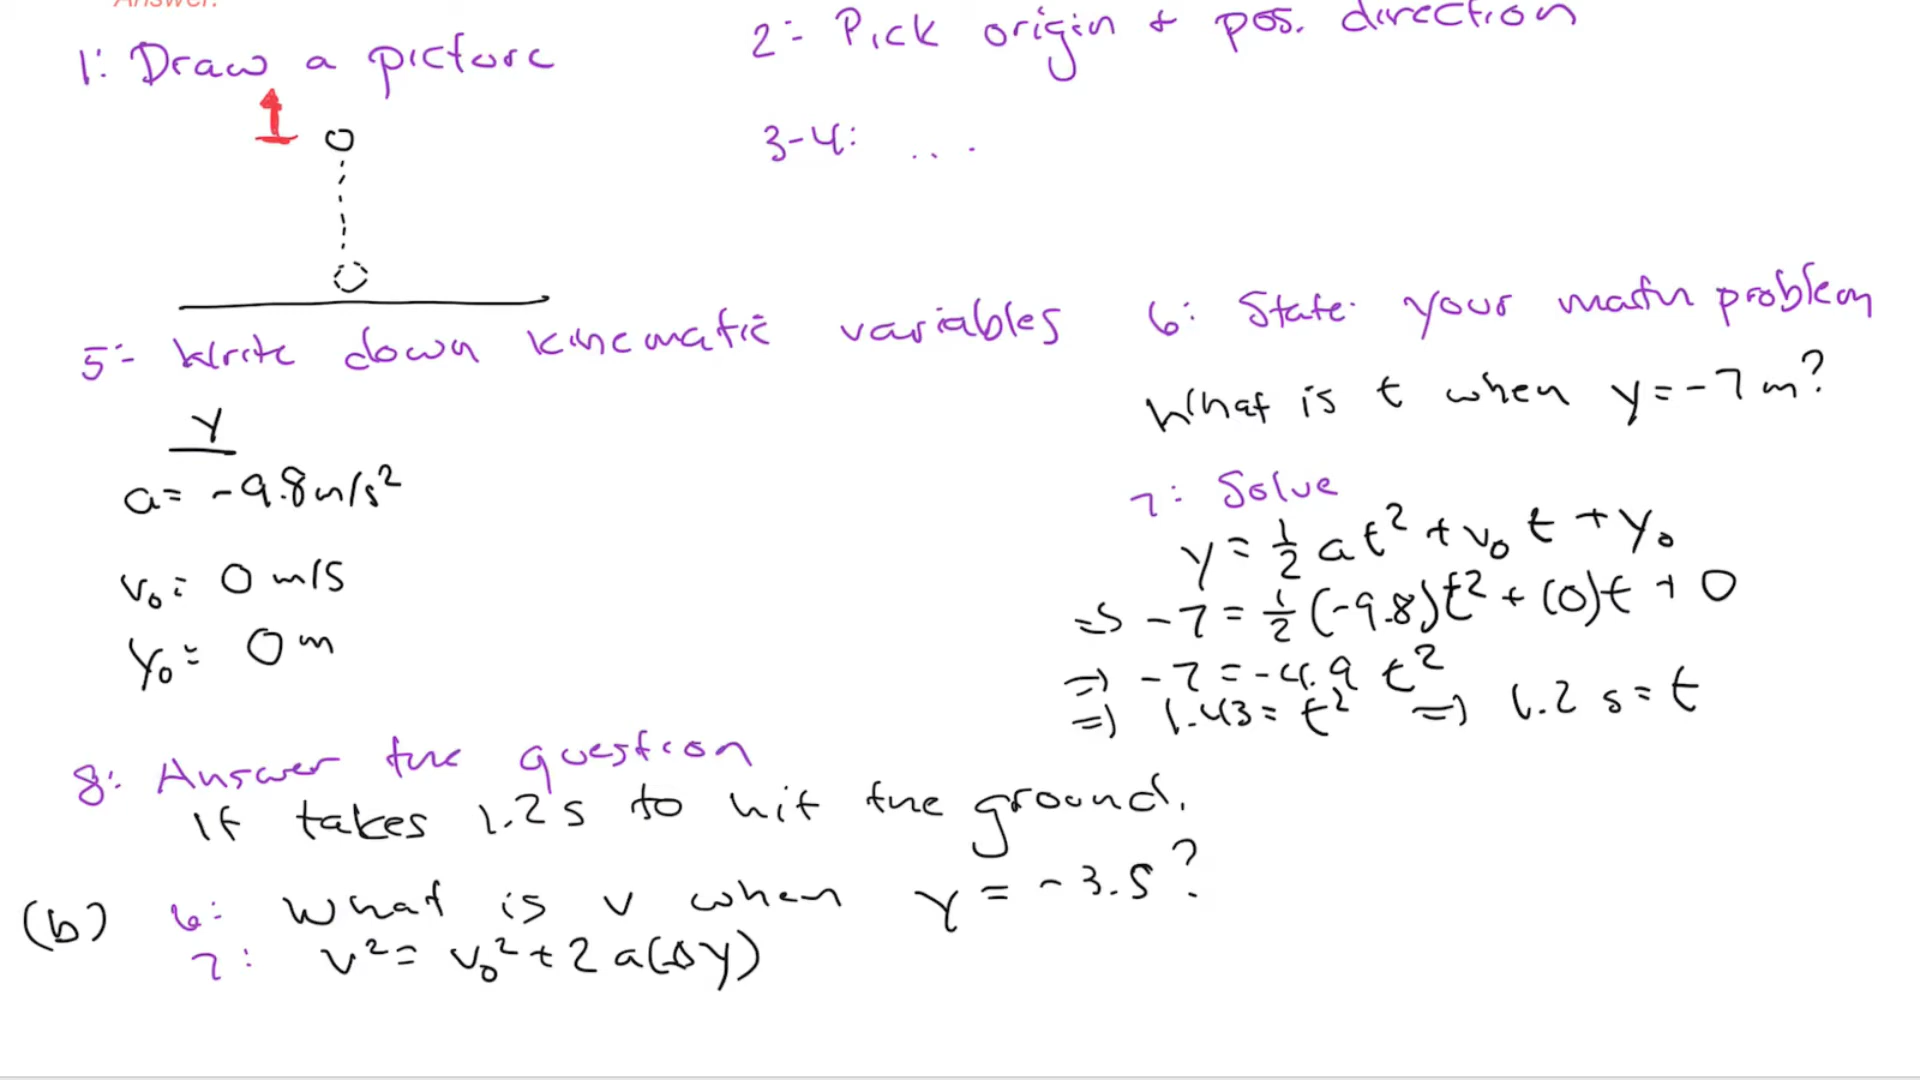 Answer:
1: Draw a picture
2: Pick origin + pos. direction
3-4: ...
5: Write down kinematic variables
y
a = -9.8 m/s²
v₀ = 0 m/s
y₀ = 0 m
6: State your math problem
What is t when y = -7 m?
7: Solve
y = ½ at² + v₀ t + y₀
=> -7 = ½ (-9.8)t² + (0)t + 0
=> -7 = -4.9 t²
=> 1.43 = t² => 1.2 s = t
8: Answer the question
It takes 1.2 s to hit the ground.
(b) 6: What is v when y = -3.5?
7: v² = v₀² + 2 a(Δy)